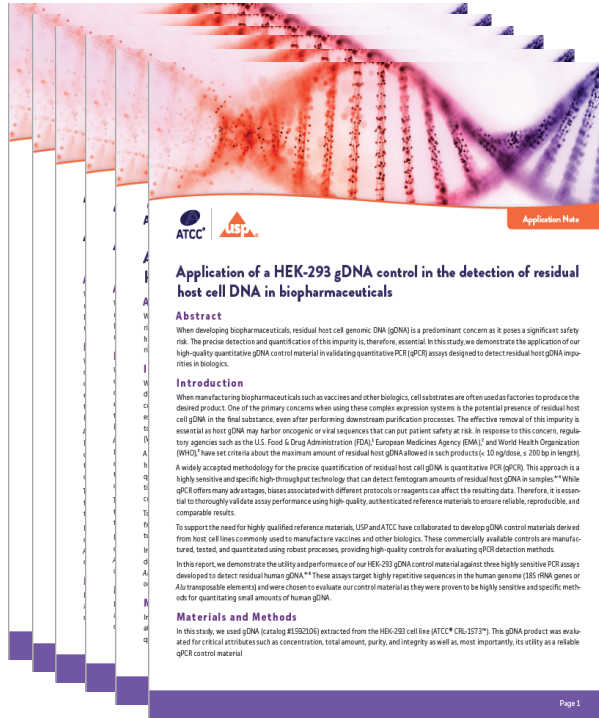 ATCC®
usp®
Application Note
Application of a HEK-293 gDNA control in the detection of residual
host cell DNA in biopharmaceuticals
Abstract
When developing biopharmaceuticals, residual host cell genomic DNA (gDNA) is a predominant concern as it poses a significant safety
risk. The precise detection and quantification of this impurity is, therefore, essential. In this study, we demonstrate the application of our
high-quality quantitative gDNA control material in validating quantitative PCR (qPCR) assays designed to detect residual host gDNA impu-
rities in biologics.
Introduction
When manufacturing biopharmaceuticals such as vaccines and other biologics, cell substrates are often used as factories to produce the
desired product. One of the primary concerns when using these complex expression systems is the potential presence of residual host
cell gDNA in the final substance, even after performing downstream purification processes. The effective removal of this impurity is
essential as host gDNA may harbor oncogenic or viral sequences that can put patient safety at risk. In response to this concern, regula-
tory agencies such as the U.S. Food & Drug Administration (FDA),¹ European Medicines Agency (EMA),² and World Health Organization
(WHO),³ have set criteria about the maximum amount of residual host gDNA allowed in such products (< 10 ng/dose, ≤ 200 bp in length).
A widely accepted methodology for the precise quantification of residual host cell gDNA is quantitative PCR (qPCR). This approach is a
highly sensitive and specific high-throughput technology that can detect femtogram amounts of residual host gDNA in samples. While
qPCR offers many advantages, biases associated with different protocols or reagents can affect the resulting data. Therefore, it is essen-
tial to thoroughly validate assay performance using high-quality, authenticated reference materials to ensure reliable, reproducible, and
comparable results.
To support the need for highly qualified reference materials, USP and ATCC have collaborated to develop gDNA control materials derived
from host cell lines commonly used to manufacture vaccines and other biologics. These commercially available controls are manufac-
tured, tested, and quantitated using robust processes, providing high-quality controls for evaluating qPCR detection methods.
In this report, we demonstrate the utility and performance of our HEK-293 gDNA control material against three highly sensitive PCR assays
developed to detect residual human gDNA. These assays target highly repetitive sequences in the human genome (18S rRNA genes or
Alu transposable elements) and were chosen to evaluate our control material as they were proven to be highly sensitive and specific meth-
ods for quantitating small amounts of human gDNA.
Materials and Methods
In this study, we used gDNA (catalog #1592106) extracted from the HEK-293 cell line (ATCC® CRL-1573™). This gDNA product was evalu-
ated for critical attributes such as concentration, total amount, purity, and integrity as well as, most importantly, its utility as a reliable
qPCR control material
Page 1